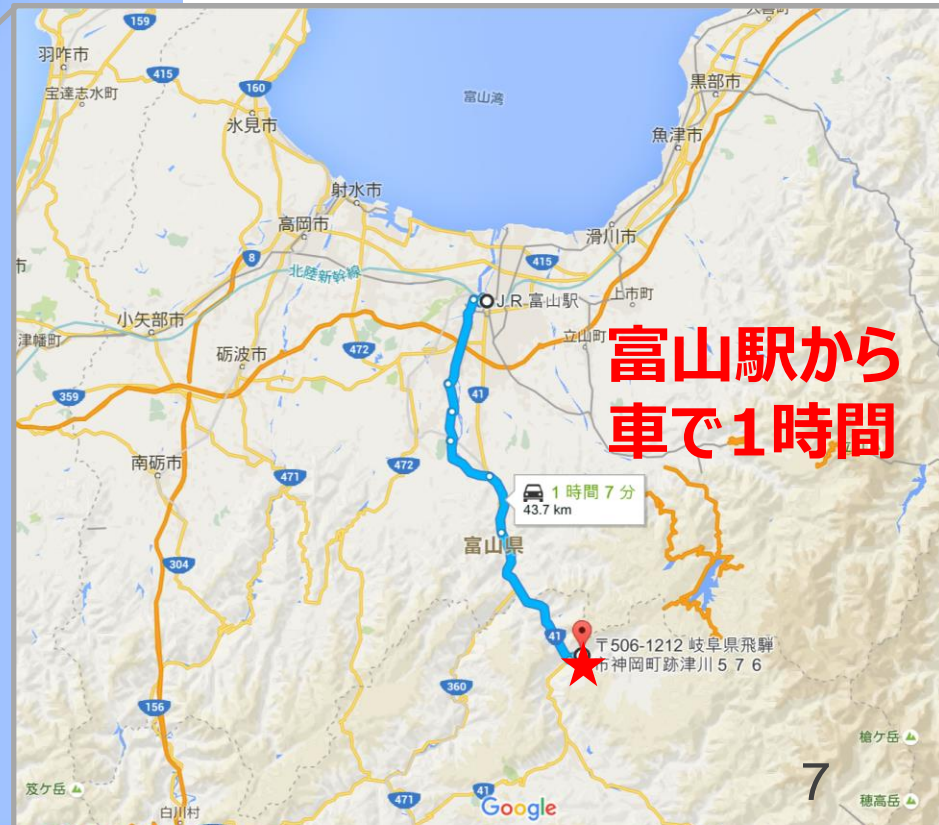 159
羽咋市
415
宝達志水町
160
氷見市
富山湾
黒部市
魚津市
射水市
高岡市
滑川市
8
415
北陸新幹線
J R 富山駅
上市町
小矢部市
津幡町
立山町
砺波市
472
富山駅から
車で1時間
359
41
南砺市
472
471
1 時間 7 分
43.7 km
富山県
304
41
〒506-1212 岐阜県飛騨
市神岡町跡津川５７６
360
156
槍ケ岳
7
笈ケ岳
41
471
Google
穂高岳
白川村